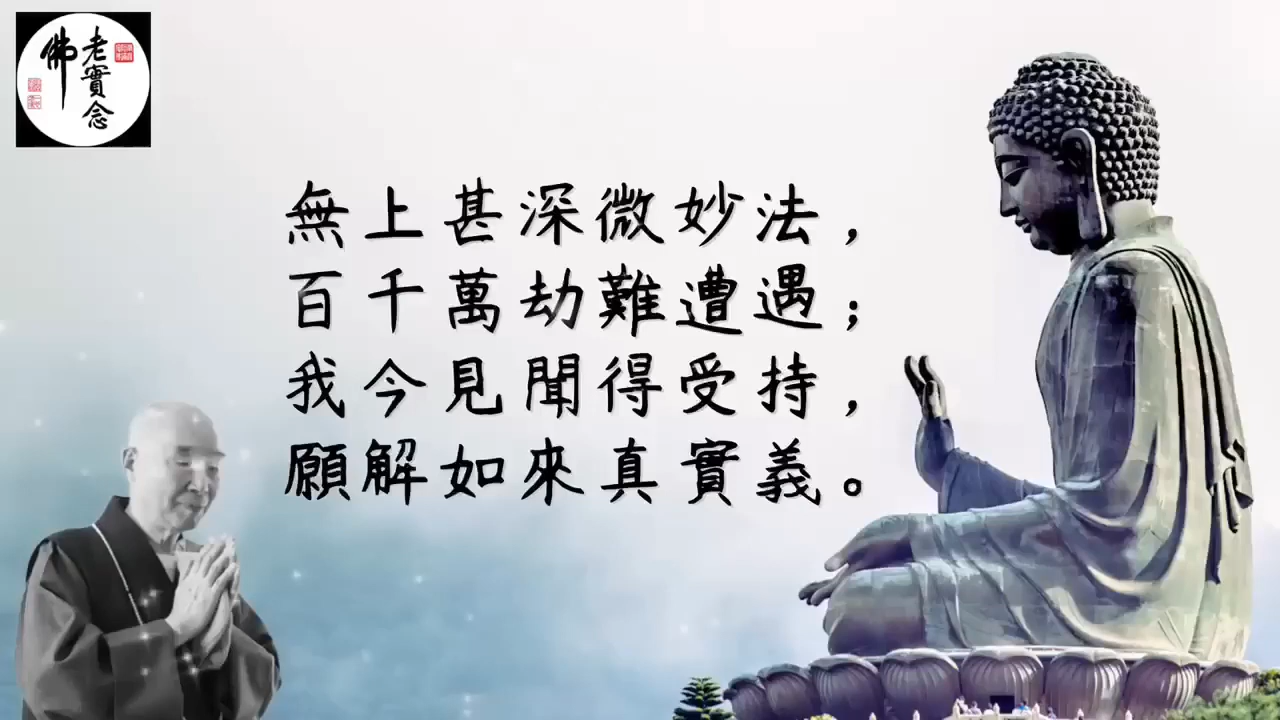 老實念佛
無上甚深微妙法，
百千萬劫難遭遇；
我今見聞得受持，
願解如來真實義。